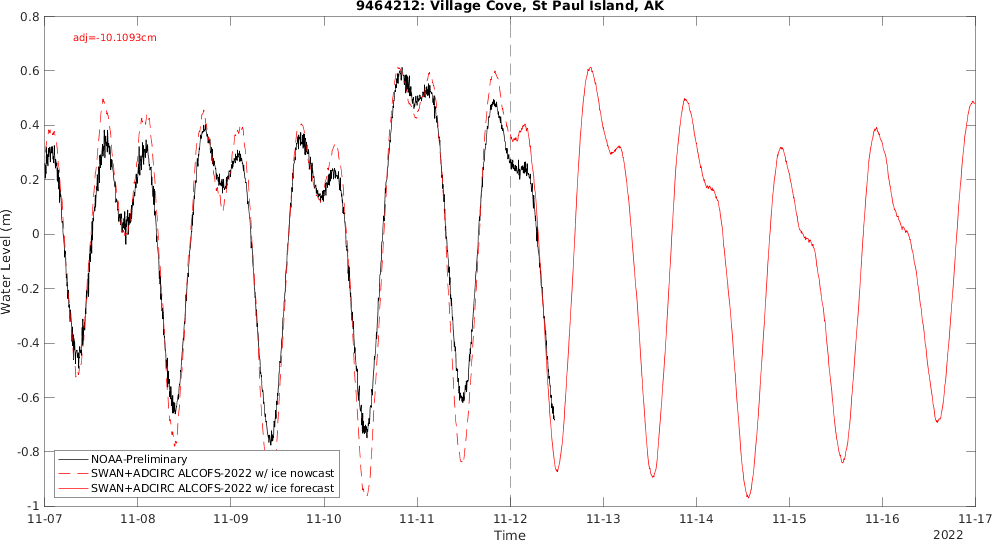 9464212: Village Cove, St Paul Island, AK
adj=-10.1093cm
Water Level (m)
0.8
0.6
0.4
0.2
0
-0.2
-0.4
-0.6
-0.8
-1
NOAA-Preliminary
SWAN+ADCIRC ALCOFS-2022 w/ ice nowcast
SWAN+ADCIRC ALCOFS-2022 w/ ice forecast
11-07 11-08 11-09 11-10 11-11 11-12 11-13 11-14 11-15 11-16 11-17
Time
2022